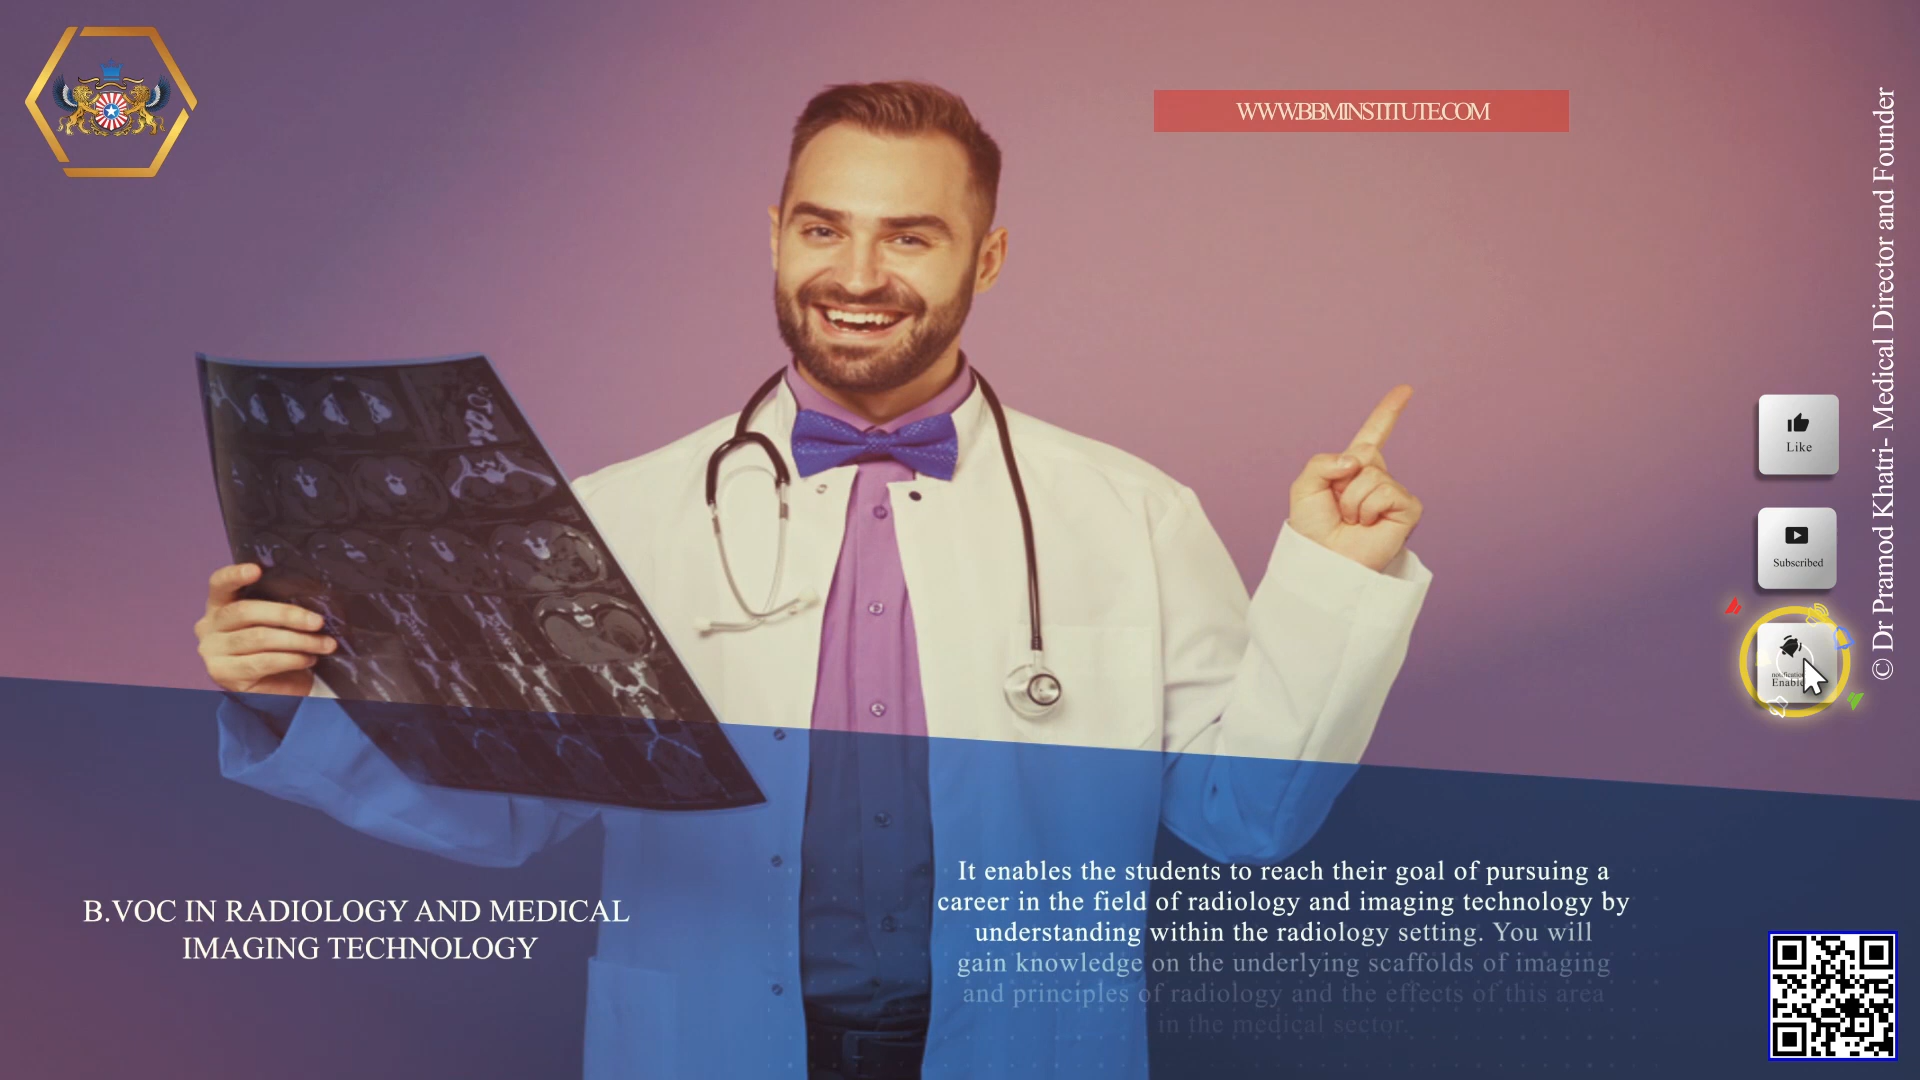 WWW.BBMINSTITUTE.COM
© Dr Pramod Khatri- Medical Director and Founder
Like
Subscribed
notification
Enable
B.VOC IN RADIOLOGY AND MEDICAL
IMAGING TECHNOLOGY
It enables the students to reach their goal of pursuing a
career in the field of radiology and imaging technology by
understanding within the radiology setting. You will
gain knowledge on the underlying scaffolds of imaging
and principles of radiology and the effects of this area
in the medical sector.